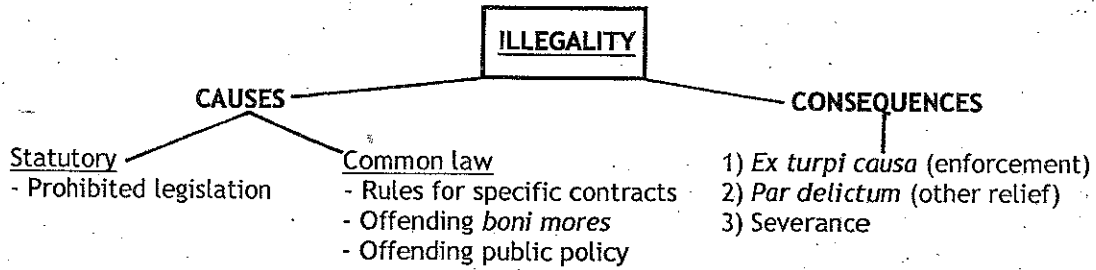 ILLEGALITY
CAUSES
CONSEQUENCES
Statutory
- Prohibited legislation
Common law
- Rules for specific contracts
- Offending boni mores
- Offending public policy
1) Ex turpi causa (enforcement)
2) Par delictum (other relief)
3) Severance